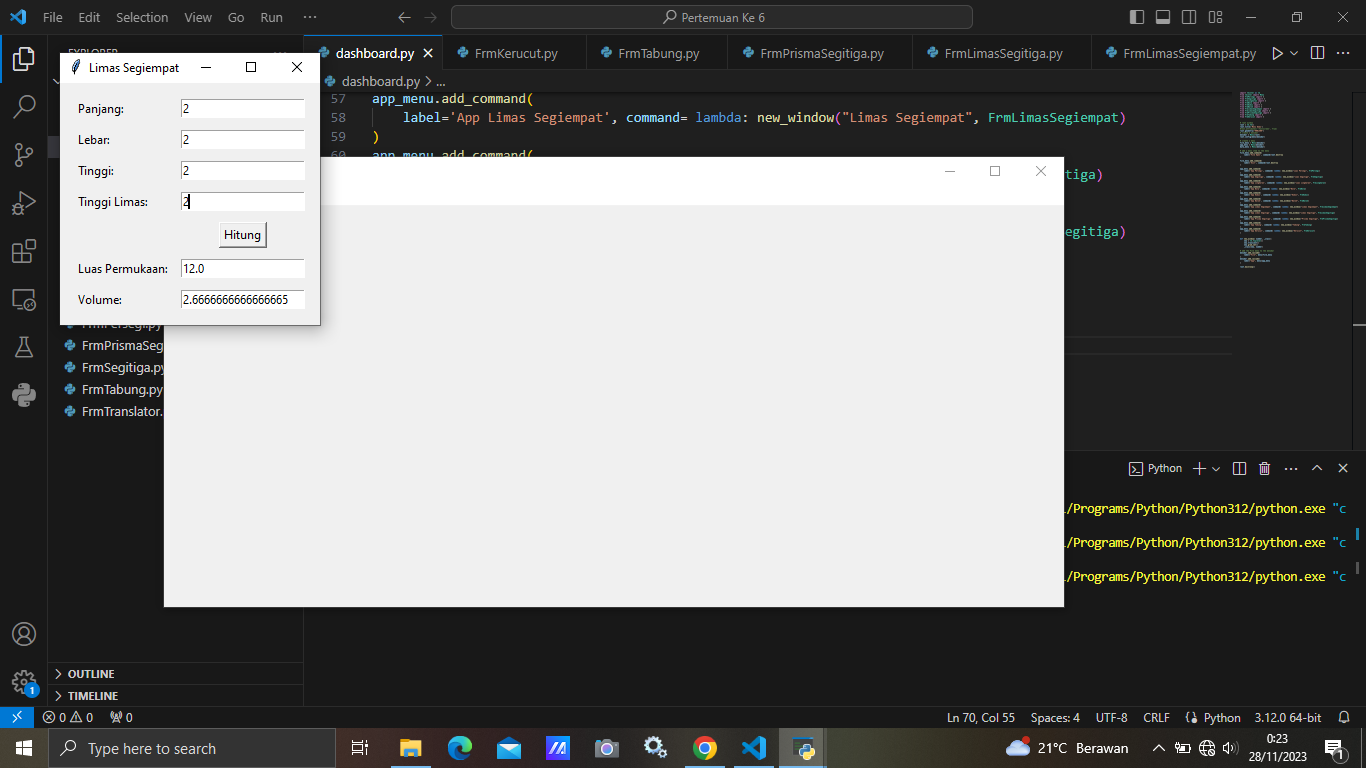 File Edit Selection View Go Run ··· Pertemuan Ke 6
EXPLORER
dashboard.py FrmKerucut.py FrmTabung.py FrmPrismaSegitiga.py FrmLimasSegitiga.py FrmLimasSegiempat.py
dashboard.py > ...
57 app_menu.add_command(
58 label='App Limas Segiempat', command= lambda: new_window("Limas Segiempat", FrmLimasSegiempat)
59 )
60 app_menu.add_command(
tiga)
egitiga)
Limas Segiempat
Panjang: 2
Lebar: 2
Tinggi: 2
Tinggi Limas: 2
Hitung
Luas Permukaan: 12.0
Volume: 2.6666666666666665
FrmPersegi.py
FrmPrismaSeg
FrmSegitiga.py
FrmTabung.py
FrmTranslator.
OUTLINE
TIMELINE
Python
/Programs/Python/Python312/python.exe "c
/Programs/Python/Python312/python.exe "c
/Programs/Python/Python312/python.exe "c
1
0 0 0 Ln 70, Col 55 Spaces: 4 UTF-8 CRLF Python 3.12.0 64-bit
Type here to search
21°C Berawan
0:23
28/11/2023
1